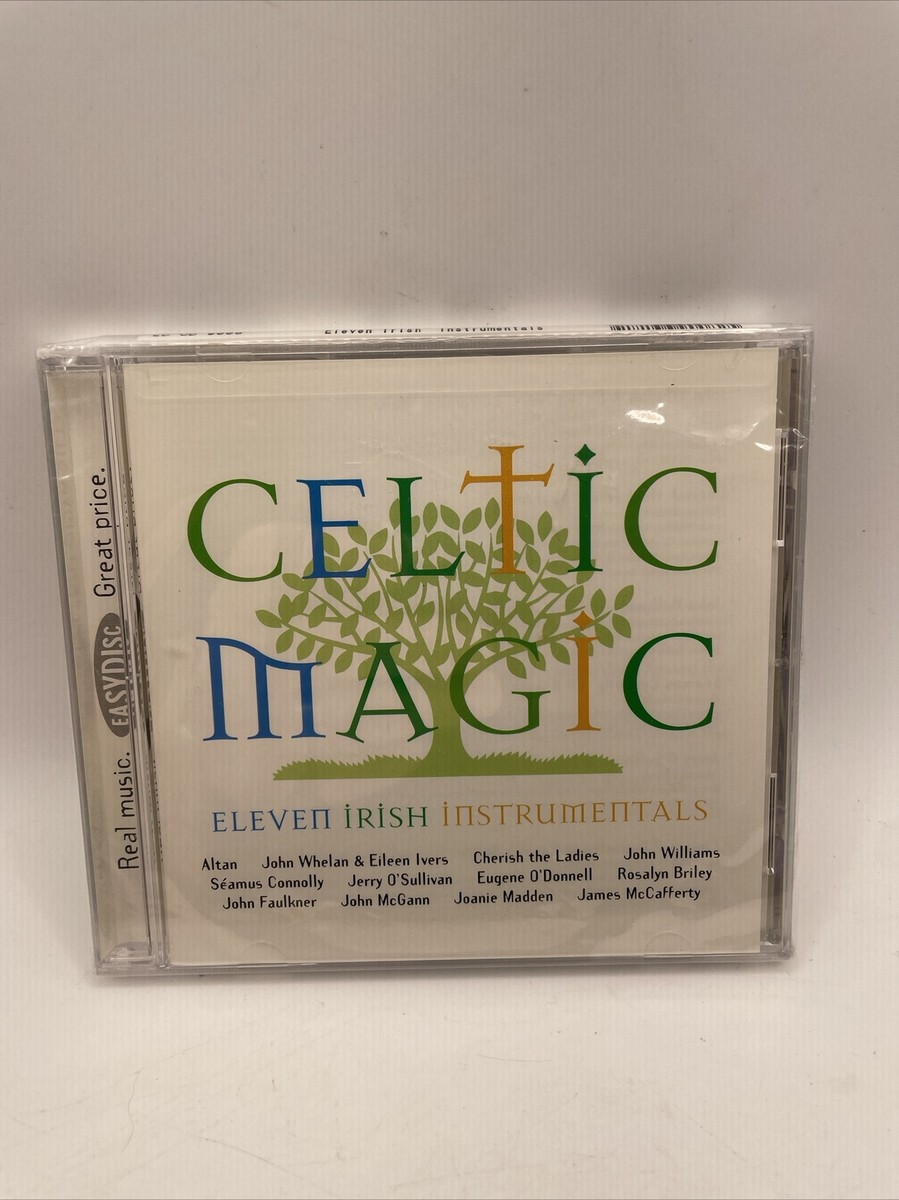 Eleven Irish Instrumentals
CELTIC
MAGIC
ELEVEN IRISH INSTRUMENTALS
Altan John Whelan & Eileen Ivers Cherish the Ladies John Williams
Séamus Connolly Jerry O'Sullivan Eugene O'Donnell Rosalyn Briley
John Faulkner John McGann Joanie Madden James McCafferty
Real music. EASYDISC Great price.